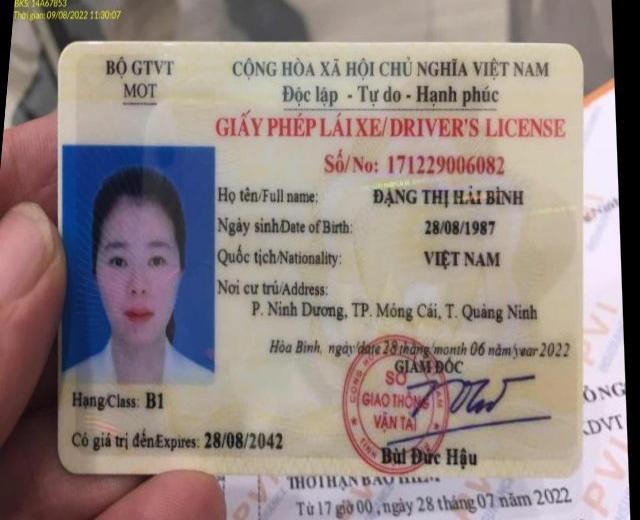 BKS: 14A67853
Thời gian: 09/08/2022 11:30:07
BỘ GTVT
MOT
CỘNG HÒA XÃ HỘI CHỦ NGHĨA VIỆT NAM
Độc lập - Tự do - Hạnh phúc
GIẤY PHÉP LÁI XE/DRIVER'S LICENSE
Số/No: 171229006082
Họ tên/Full name: ĐẶNG THỊ HẢI BÌNH
Ngày sinh/Date of Birth: 28/08/1987
Quốc tịch/Nationality: VIỆT NAM
Nơi cư trú/Address:
P. Ninh Dương, TP. Móng Cái, T. Quảng Ninh
Hòa Bình, ngày/date 28 tháng/month 06 năm/year 2022
GIÁM ĐỐC
SỞ
GIAO THÔNG
VẬN TẢI
Hạng/Class: B1
Có giá trị đến/Expires: 28/08/2042
Bùi Đức Hậu
THỜI HẠN BẢO HIỂM
Từ 17 giờ 00, ngày 28 tháng 07 năm 2022
PVI